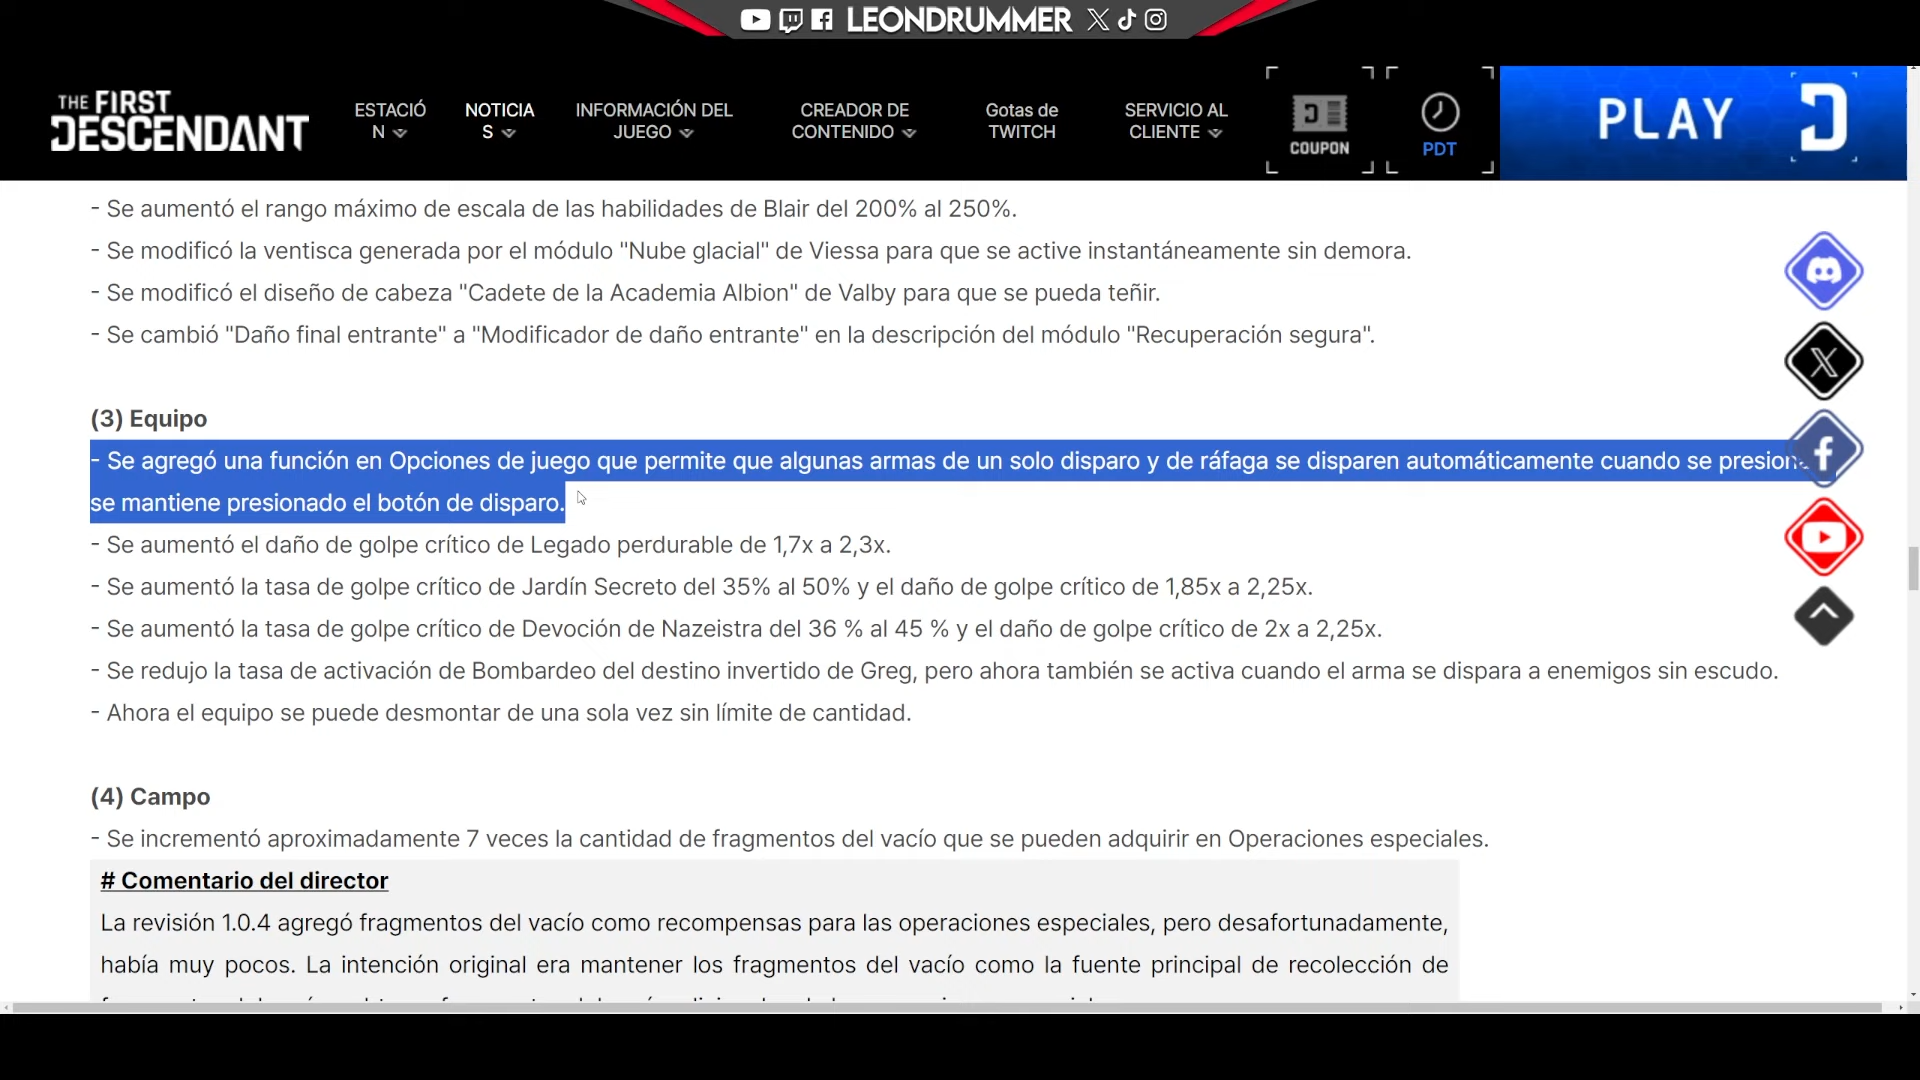 LEONDRUMMER
THE FIRST
DESCENDANT
ESTACIÓ
N
NOTICIA
S
INFORMACIÓN DEL
JUEGO
CREADOR DE
CONTENIDO
Gotas de
TWITCH
SERVICIO AL
CLIENTE
COUPON
PDT
PLAY
- Se aumentó el rango máximo de escala de las habilidades de Blair del 200% al 250%.
- Se modificó la ventisca generada por el módulo "Nube glacial" de Viessa para que se active instantáneamente sin demora.
- Se modificó el diseño de cabeza "Cadete de la Academia Albion" de Valby para que se pueda teñir.
- Se cambió "Daño final entrante" a "Modificador de daño entrante" en la descripción del módulo "Recuperación segura".
(3) Equipo
- Se agregó una función en Opciones de juego que permite que algunas armas de un solo disparo y de ráfaga se disparen automáticamente cuando se
se mantiene presionado el botón de disparo.
- Se aumentó el daño de golpe crítico de Legado perdurable de 1,7x a 2,3x.
- Se aumentó la tasa de golpe crítico de Jardín Secreto del 35% al 50% y el daño de golpe crítico de 1,85x a 2,25x.
- Se aumentó la tasa de golpe crítico de Devoción de Nazeistra del 36 % al 45 % y el daño de golpe crítico de 2x a 2,25x.
- Se redujo la tasa de activación de Bombardeo del destino invertido de Greg, pero ahora también se activa cuando el arma se dispara a enemigos sin escudo.
- Ahora el equipo se puede desmontar de una sola vez sin límite de cantidad.
(4) Campo
- Se incrementó aproximadamente 7 veces la cantidad de fragmentos del vacío que se pueden adquirir en Operaciones especiales.
# Comentario del director
La revisión 1.0.4 agregó fragmentos del vacío como recompensas para las operaciones especiales, pero desafortunadamente,
había muy pocos. La intención original era mantener los fragmentos del vacío como la fuente principal de recolección de